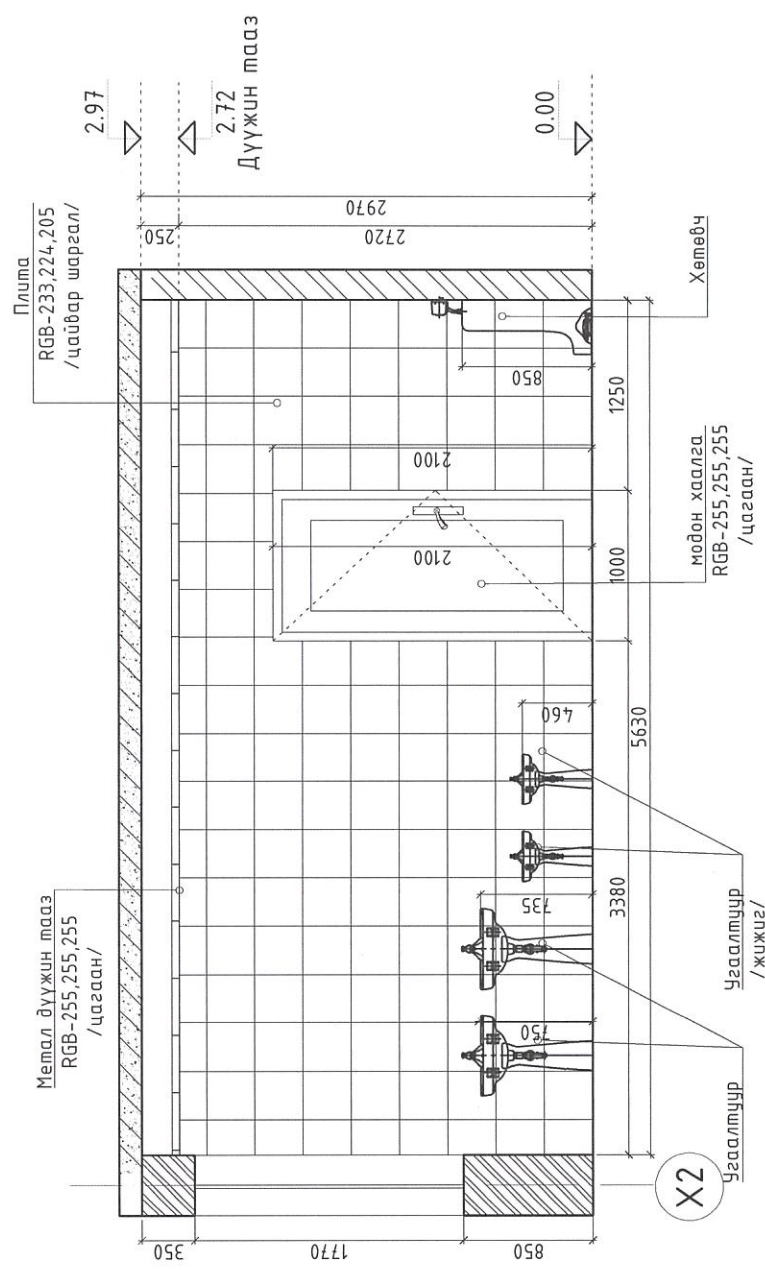 Метал дүүжин тааз
RGB-255,255,255
/цагаан/
Плита
RGB-233,224,205
/цайвар шаргал/
2.97
2.72
Дүүжин тааз
0.00
350
1770
850
250
2720
2970
2100
2100
850
460
735
750
3380
1000
1250
5630
X2
Угаалтуур
Угаалтуур
/жижиг/
модон хаалга
RGB-255,255,255
/цагаан/
Хөтөвч